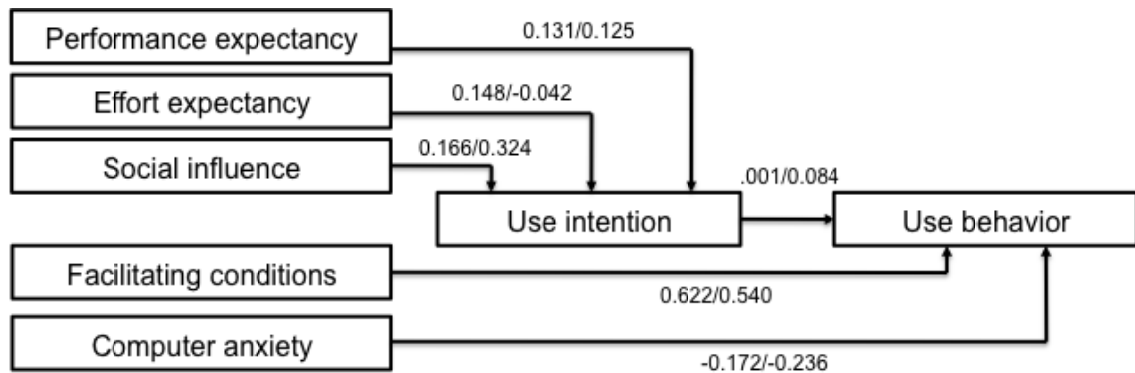 Performance expectancy
0.131/0.125
Effort expectancy
0.148/-0.042
Social influence
0.166/0.324
Use intention
.001/0.084
Use behavior
Facilitating conditions
0.622/0.540
Computer anxiety
-0.172/-0.236